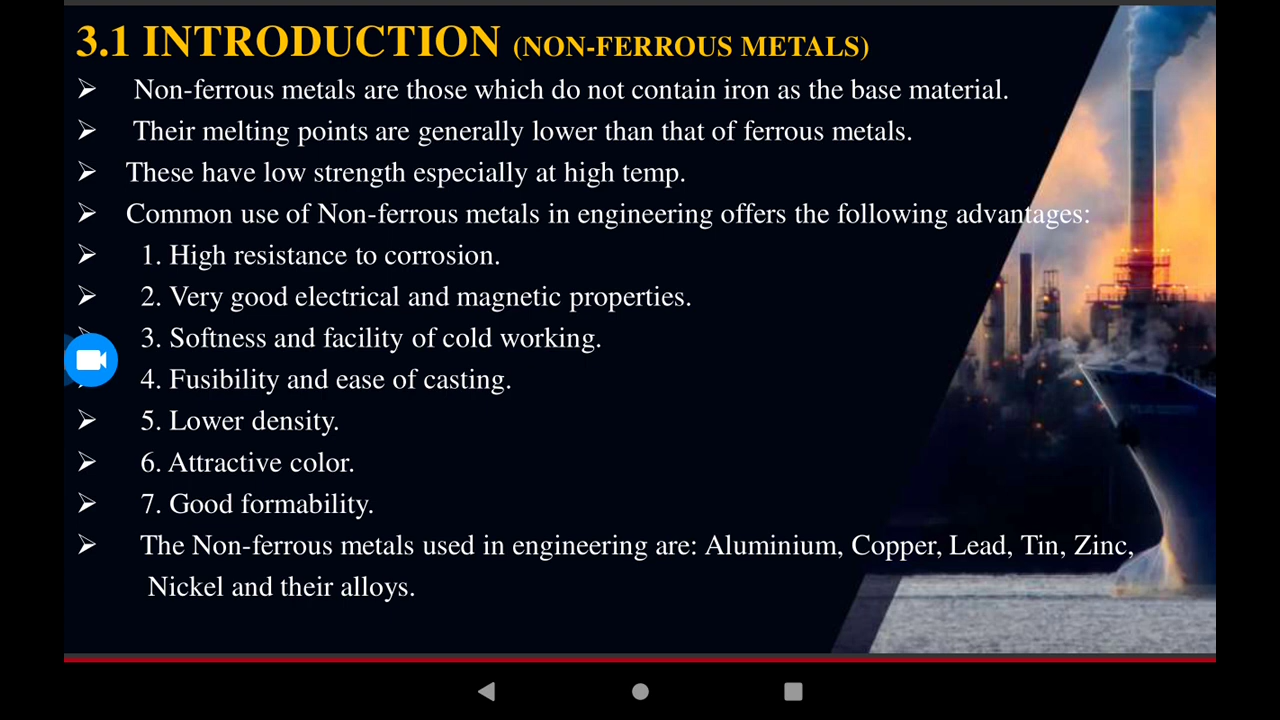 3.1 INTRODUCTION (NON-FERROUS METALS)
➢ Non-ferrous metals are those which do not contain iron as the base material.
➢ Their melting points are generally lower than that of ferrous metals.
➢ These have low strength especially at high temp.
➢ Common use of Non-ferrous metals in engineering offers the following advantages:
➢ 1. High resistance to corrosion.
➢ 2. Very good electrical and magnetic properties.
➢ 3. Softness and facility of cold working.
➢ 4. Fusibility and ease of casting.
➢ 5. Lower density.
➢ 6. Attractive color.
➢ 7. Good formability.
➢ The Non-ferrous metals used in engineering are: Aluminium, Copper, Lead, Tin, Zinc,
Nickel and their alloys.